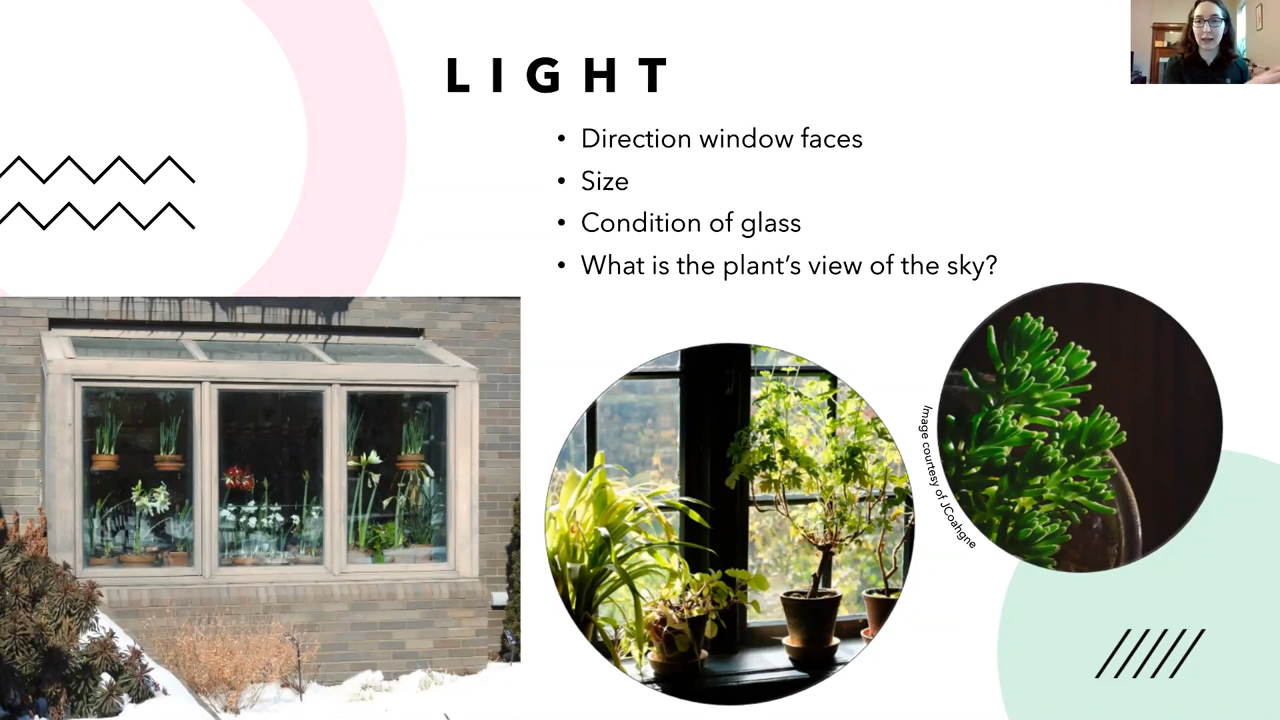 LIGHT
• Direction window faces
• Size
• Condition of glass
• What is the plant's view of the sky?
Image courtesy of JCoahgne